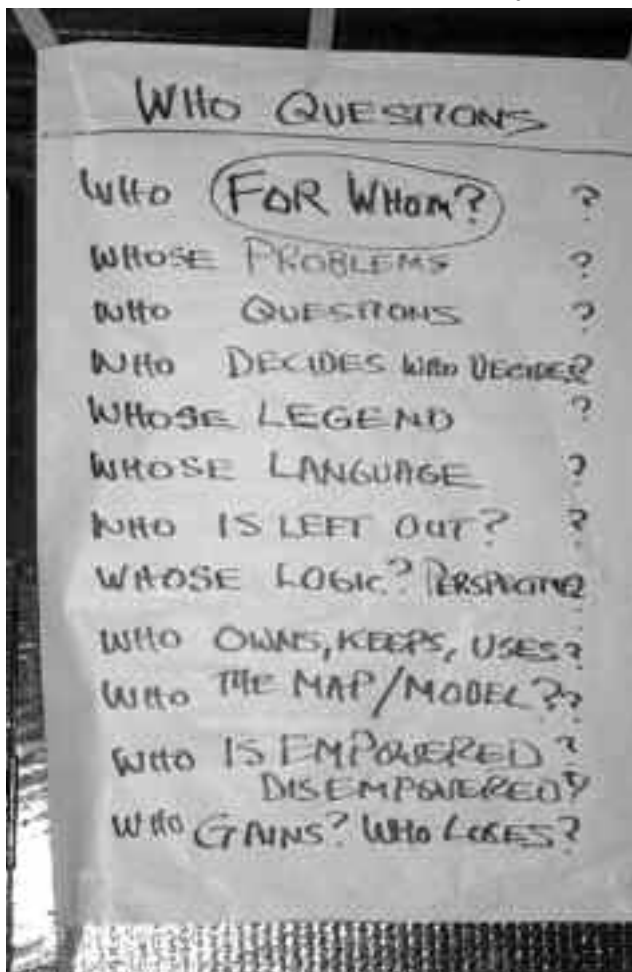 WHO QUESTIONS
WHO FOR WHOM? ?
WHOSE PROBLEMS ?
WHO QUESTIONS ?
WHO DECIDES WHO DECIDES?
WHOSE LEGEND ?
WHOSE LANGUAGE ?
WHO IS LEFT OUT? ?
WHOSE LOGIC? PERSPECTIVE?
WHO OWNS, KEEPS, USES?
WHO THE MAP/MODEL??
WHO IS EMPOWERED?
DISEMPOWERED?
WHO GAINS? WHO LOSES?